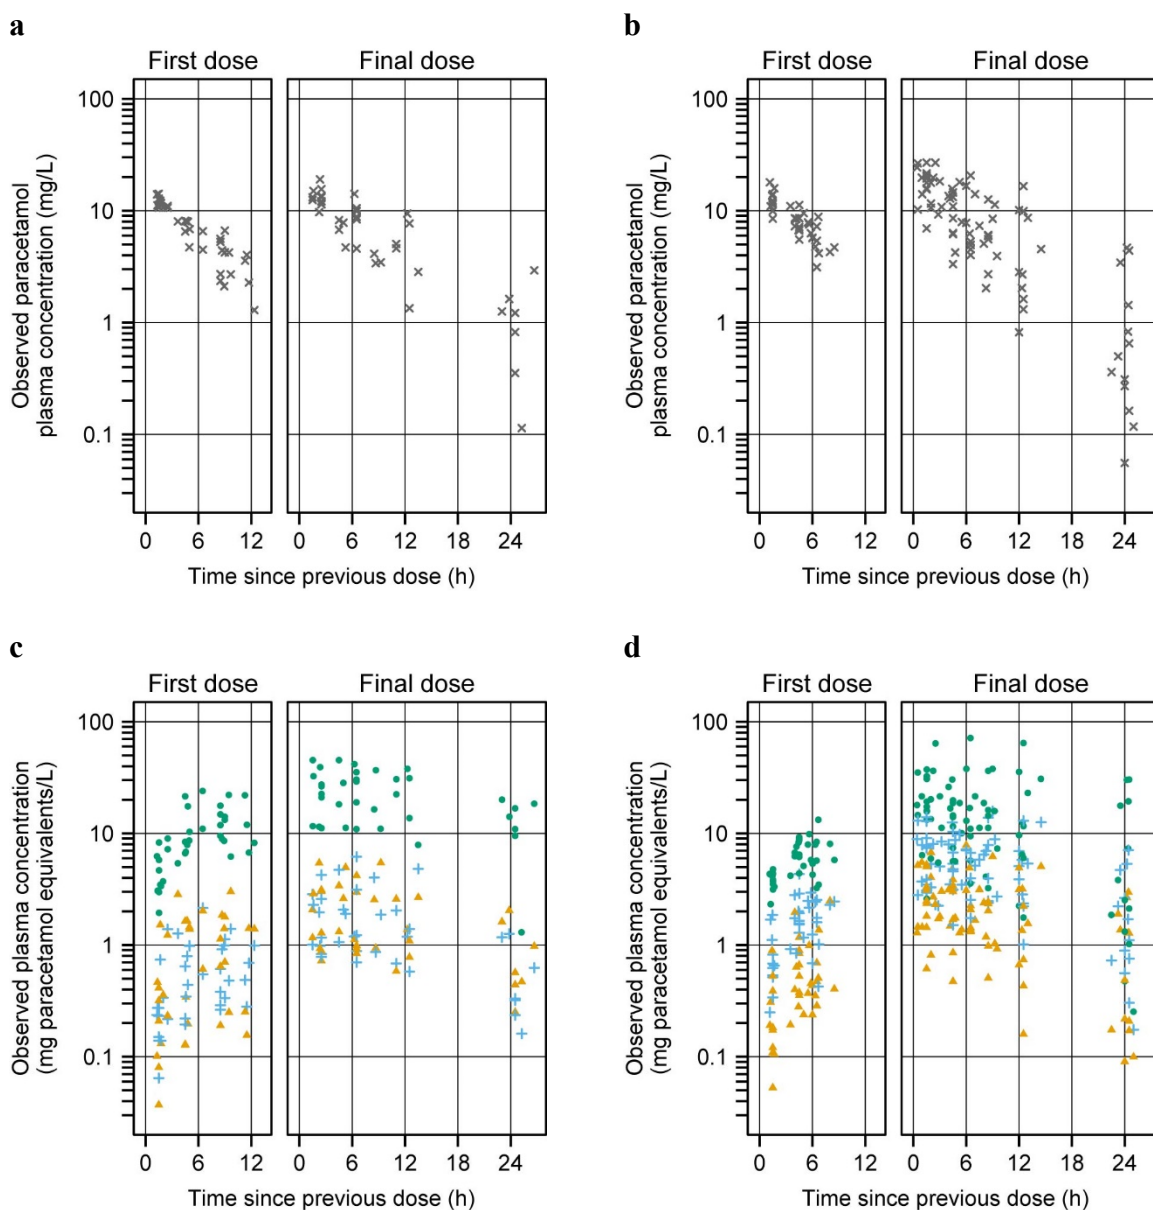 a
First dose
Final dose
Observed paracetamol
plasma concentration (mg/L)
100
10
1
0.1
0 6 12
0 6 12 18 24
Time since previous dose (h)
b
First dose
Final dose
Observed paracetamol
plasma concentration (mg/L)
100
10
1
0.1
0 6 12
0 6 12 18 24
Time since previous dose (h)
c
First dose
Final dose
Observed plasma concentration
(mg paracetamol equivalents/L)
100
10
1
0.1
0 6 12
0 6 12 18 24
Time since previous dose (h)
d
First dose
Final dose
Observed plasma concentration
(mg paracetamol equivalents/L)
100
10
1
0.1
0 6 12
0 6 12 18 24
Time since previous dose (h)